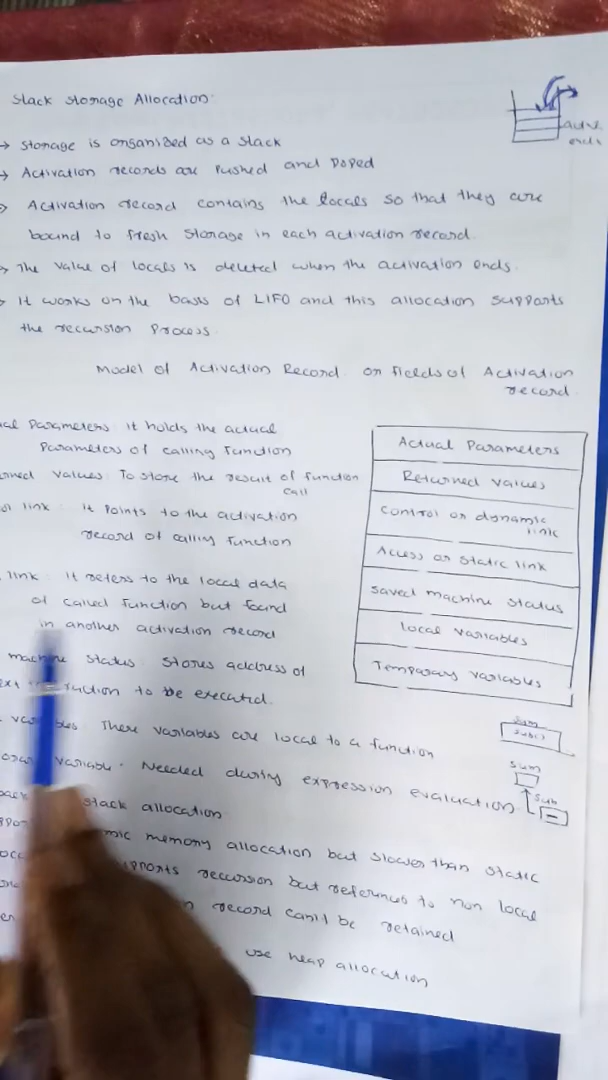 Stack Storage Allocation
→ Storage is organised as a stack
→ Activation records are Pushed and Poped
→ Activation record contains the locals so that they are
bound to fresh storage in each activation record.
→ The value of locals is deleted when the activation ends.
→ It works on the basis of LIFO and this allocation supports
the recursion Process
Model of Activation Record or Fields of Activation
record
Parameters: It holds the actual
Parameters of calling function
Values: To store the result of function
call
link: It points to the activation
record of calling function
link: It refers to the local data
of called function but found
in another activation record
machine status: Stores address of
to be executed.
These variables are local to a function
variable: Needed during expression evaluation
stack allocation
memory allocation but slower than static
supports recursion but references to non local
record can't be retained
use heap allocation
Actual Parameters
Returned values
Control or dynamic
link
Access or static link
Saved machine status
local variables
Temporary variables
sum
sub()
sum
sub